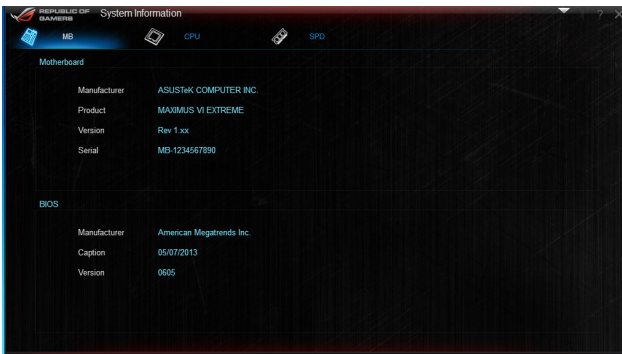 REPUBLIC OF
GAMERS
System Information
? X
MB CPU SPD
Motherboard
Manufacturer ASUSTeK COMPUTER INC.
Product MAXIMUS VI EXTREME
Version Rev 1.xx
Serial MB-1234567890
BIOS
Manufacturer American Megatrends Inc.
Caption 05/07/2013
Version 0605